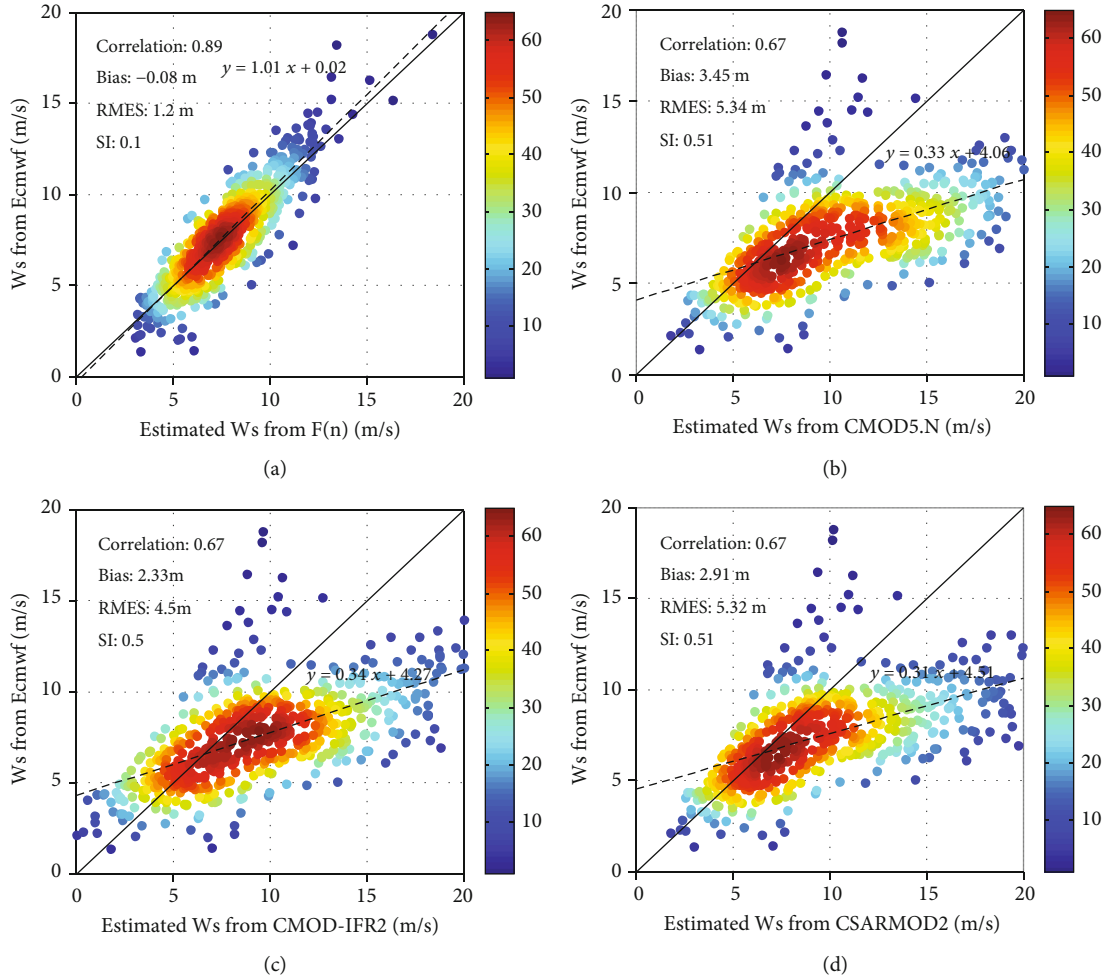 20
15
10
5
0
Ws from Ecmwf (m/s)
Correlation: 0.89
Bias: −0.08 m
RMES: 1.2 m
SI: 0.1
y = 1.01 x + 0.02
0 5 10 15 20
Estimated Ws from F(n) (m/s)
60
50
40
30
20
10
(a)
20
15
10
5
0
Ws from Ecmwf (m/s)
Correlation: 0.67
Bias: 3.45 m
RMES: 5.34 m
SI: 0.51
y = 0.33 x + 4.06
0 5 10 15 20
Estimated Ws from CMOD5.N (m/s)
60
50
40
30
20
10
(b)
20
15
10
5
0
Ws from Ecmwf (m/s)
Correlation: 0.67
Bias: 2.33m
RMES: 4.5m
SI: 0.5
y = 0.34 x + 4.27
0 5 10 15 20
Estimated Ws from CMOD-IFR2 (m/s)
60
50
40
30
20
10
(c)
20
15
10
5
0
Ws from Ecmwf (m/s)
Correlation: 0.67
Bias: 2.91 m
RMES: 5.32 m
SI: 0.51
y = 0.31 x + 4.51
0 5 10 15 20
Estimated Ws from CSARMOD2 (m/s)
60
50
40
30
20
10
(d)